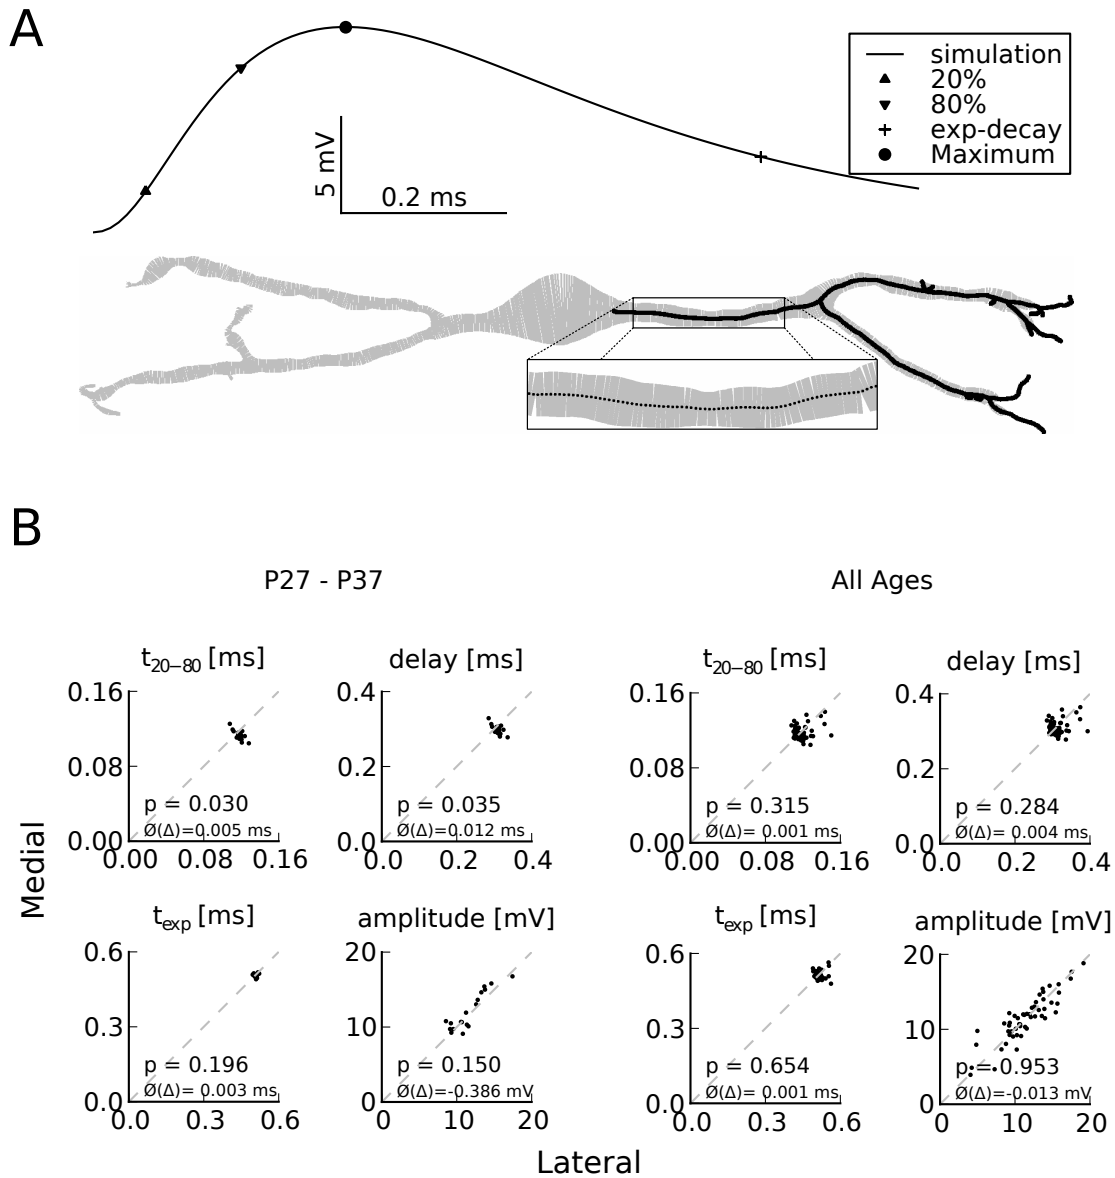 A
simulation
20%
80%
exp-decay
Maximum
5 mV
0.2 ms
B
P27 - P37
All Ages
t20−80 [ms]
delay [ms]
t20−80 [ms]
delay [ms]
0.16
0.08
0.00
0.00 0.08 0.16
p = 0.030
Ø(Δ)=0.005 ms
0.4
0.2
0.0
0.0 0.2 0.4
p = 0.035
Ø(Δ)=0.012 ms
0.16
0.08
0.00
0.00 0.08 0.16
p = 0.315
Ø(Δ)= 0.001 ms
0.4
0.2
0.0
0.0 0.2 0.4
p = 0.284
Ø(Δ)= 0.004 ms
Medial
texp [ms]
amplitude [mV]
texp [ms]
amplitude [mV]
0.6
0.3
0.0
0.0 0.3 0.6
p = 0.196
Ø(Δ)= 0.003 ms
20
10
0
0 10 20
p = 0.150
Ø(Δ)=-0.386 mV
0.6
0.3
0.0
0.0 0.3 0.6
p = 0.654
Ø(Δ)= 0.001 ms
20
10
0
0 10 20
p = 0.953
Ø(Δ)=-0.013 mV
Lateral